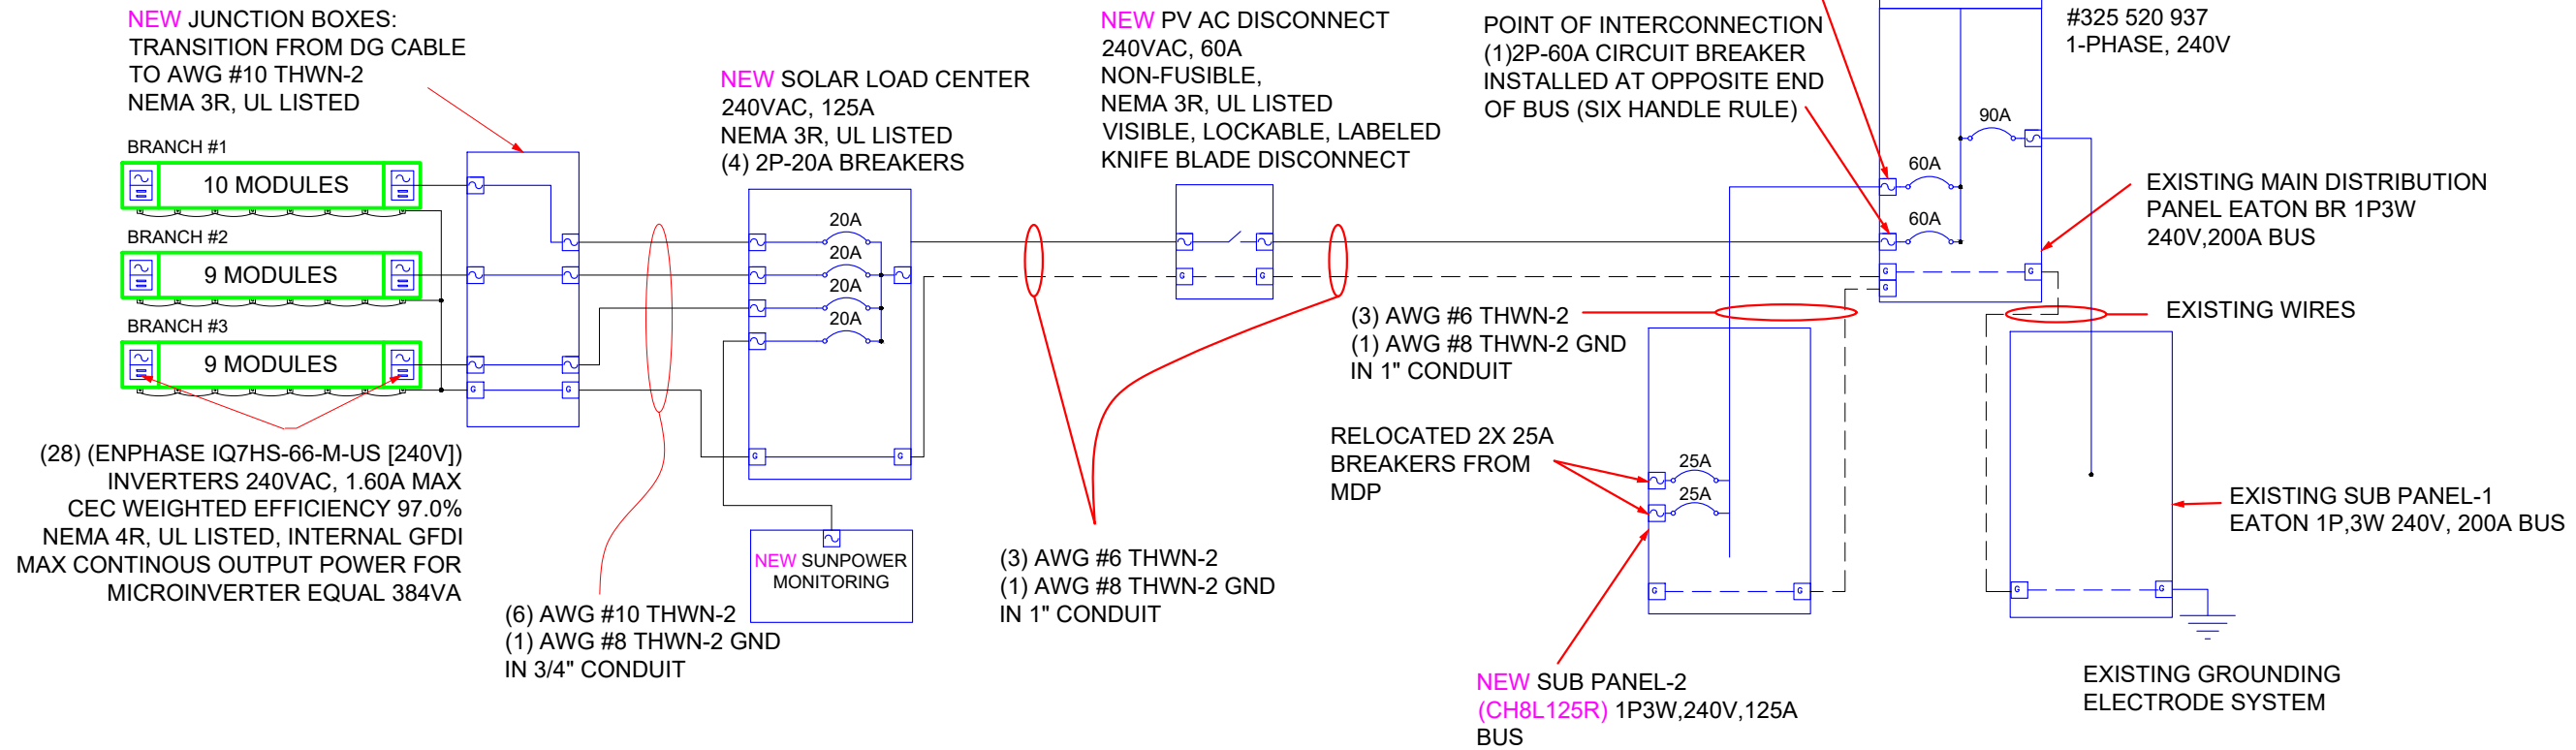 NEW JUNCTION BOXES:
TRANSITION FROM DG CABLE
TO AWG #10 THWN-2
NEMA 3R, UL LISTED
BRANCH #1
10 MODULES
BRANCH #2
9 MODULES
BRANCH #3
9 MODULES
(28) (ENPHASE IQ7HS-66-M-US [240V])
INVERTERS 240VAC, 1.60A MAX
CEC WEIGHTED EFFICIENCY 97.0%
NEMA 4R, UL LISTED, INTERNAL GFDI
MAX CONTINOUS OUTPUT POWER FOR
MICROINVERTER EQUAL 384VA
G
G
(6) AWG #10 THWN-2
(1) AWG #8 THWN-2 GND
IN 3/4" CONDUIT
NEW SOLAR LOAD CENTER
240VAC, 125A
NEMA 3R, UL LISTED
(4) 2P-20A BREAKERS
20A
20A
20A
20A
G
G
NEW SUNPOWER
MONITORING
NEW PV AC DISCONNECT
240VAC, 60A
NON-FUSIBLE,
NEMA 3R, UL LISTED
VISIBLE, LOCKABLE, LABELED
KNIFE BLADE DISCONNECT
G
G
(3) AWG #6 THWN-2
(1) AWG #8 THWN-2 GND
IN 1" CONDUIT
POINT OF INTERCONNECTION
(1)2P-60A CIRCUIT BREAKER
INSTALLED AT OPPOSITE END
OF BUS (SIX HANDLE RULE)
#325 520 937
1-PHASE, 240V
90A
60A
60A
G
G
G
EXISTING MAIN DISTRIBUTION
PANEL EATON BR 1P3W
240V,200A BUS
EXISTING WIRES
(3) AWG #6 THWN-2
(1) AWG #8 THWN-2 GND
IN 1" CONDUIT
RELOCATED 2X 25A
BREAKERS FROM
MDP
25A
25A
G
G
NEW SUB PANEL-2
(CH8L125R) 1P3W,240V,125A
BUS
G
G
EXISTING SUB PANEL-1
EATON 1P,3W 240V, 200A BUS
EXISTING GROUNDING
ELECTRODE SYSTEM